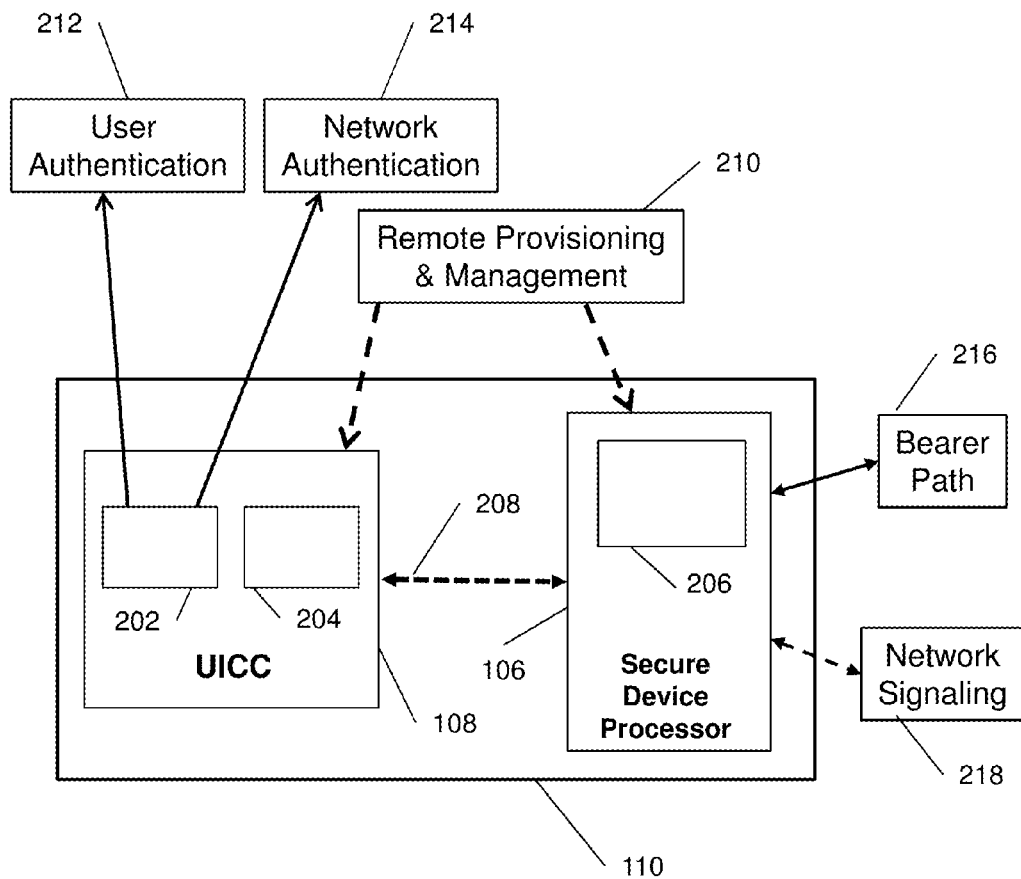 212
214
User
Authentication
Network
Authentication
210
Remote Provisioning
& Management
216
Bearer
Path
208
202
204
206
UICC
106
Secure
Device
Processor
108
Network
Signaling
218
110